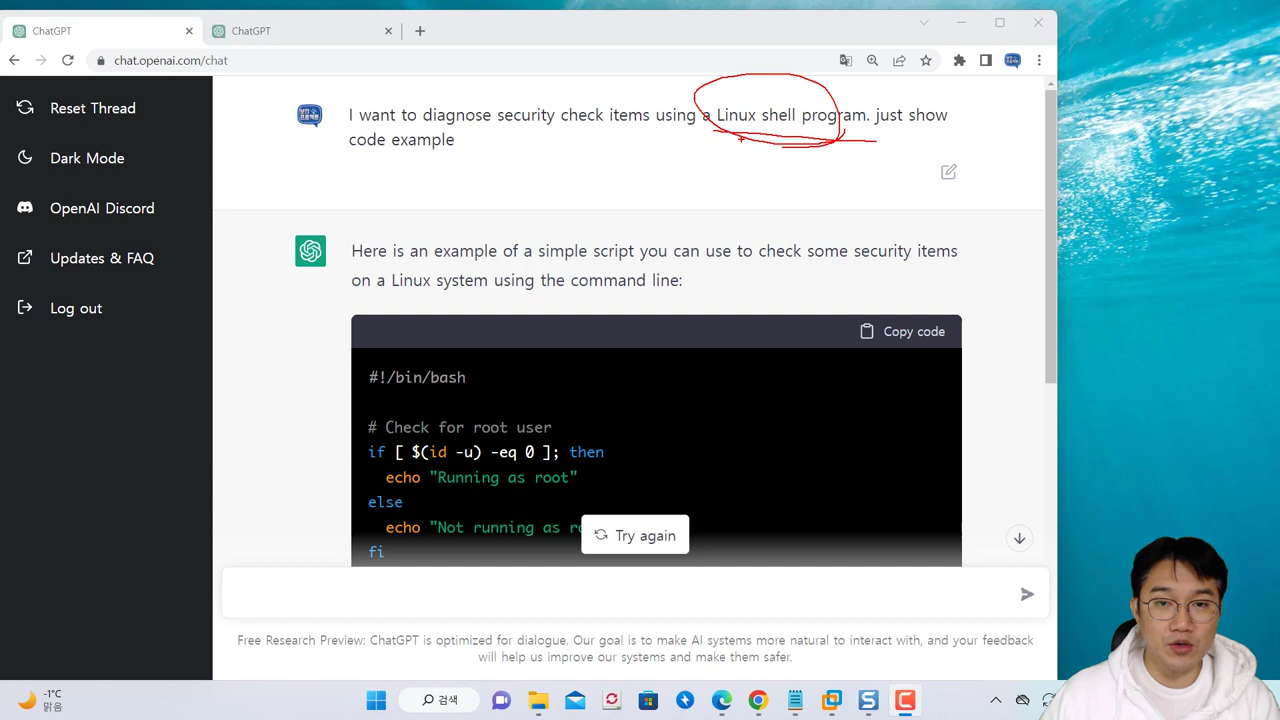 ChatGPT
ChatGPT
chat.openai.com/chat
Reset Thread
Dark Mode
OpenAI Discord
Updates & FAQ
Log out
보안
프로젝트
I want to diagnose security check items using a Linux shell program. just show
code example
Here is an example of a simple script you can use to check some security items
on a Linux system using the command line:
Copy code
#!/bin/bash
# Check for root user
if [ $(id -u) -eq 0 ]; then
echo "Running as root"
else
echo "Not running as
fi
Try again
Free Research Preview: ChatGPT is optimized for dialogue. Our goal is to make AI systems more natural to interact with, and your feedback
will help us improve our systems and make them safer.
-1°C
맑음
검색